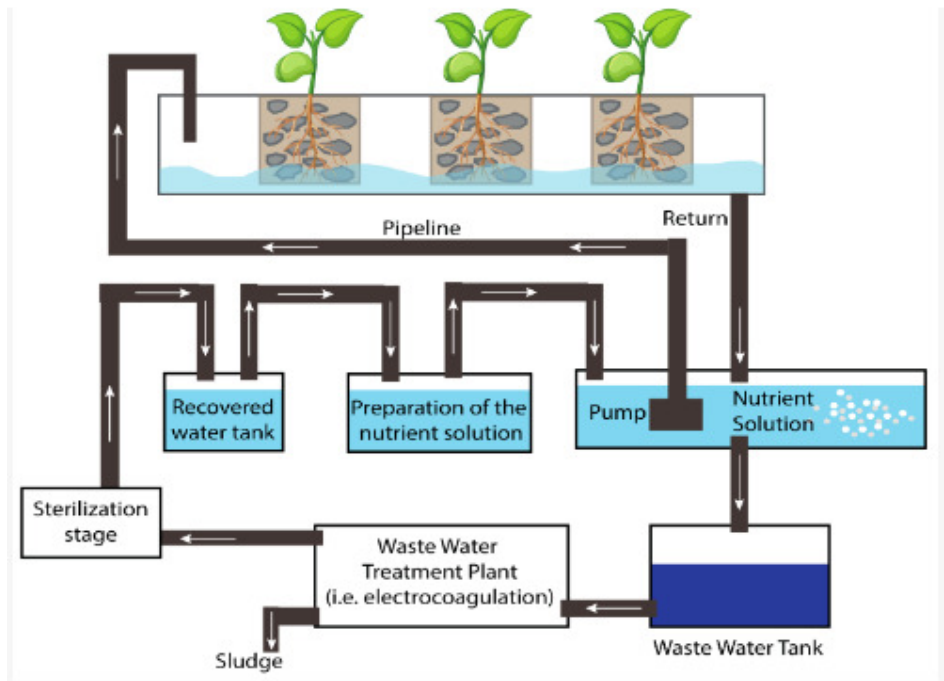 Return
Pipeline
Recovered
water tank
Preparation of the
nutrient solution
Pump
Nutrient
Solution
Sterilization
stage
Waste Water
Treatment Plant
(i.e. electrocoagulation)
Sludge
Waste Water Tank